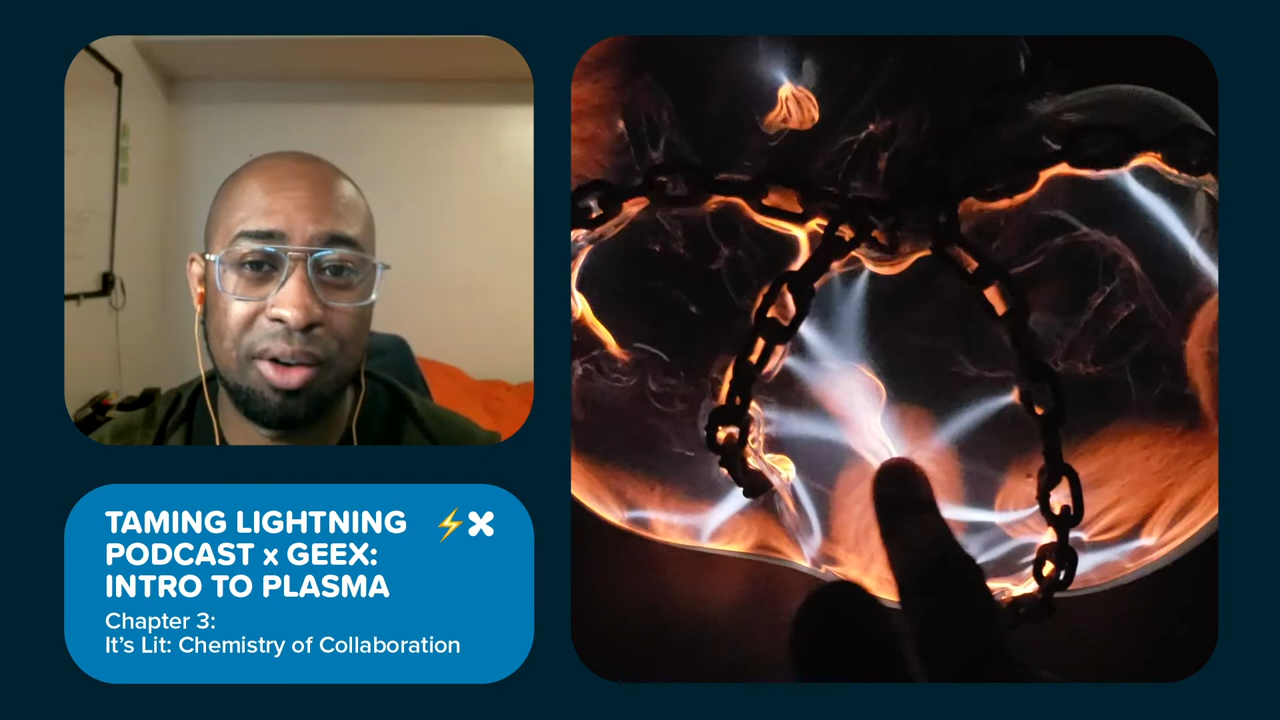 TAMING LIGHTNING
PODCAST x GEEX:
INTRO TO PLASMA
Chapter 3:
It's Lit: Chemistry of Collaboration